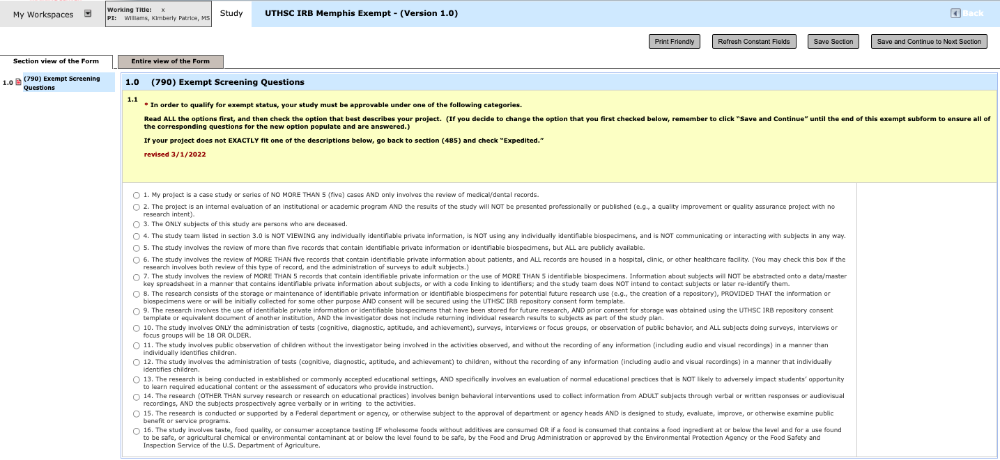 My Workspaces
Working Title: x
PI: Williams, Kimberly Patrice, MS
Study
UTHSC IRB Memphis Exempt - (Version 1.0)
Back
Print Friendly
Refresh Constant Fields
Save Section
Save and Continue to Next Section
Section view of the Form
Entire view of the Form
1.0 (790) Exempt Screening
Questions
1.0 (790) Exempt Screening Questions
1.1
* In order to qualify for exempt status, your study must be approvable under one of the following categories.
Read ALL the options first, and then check the option that best describes your project. (If you decide to change the option that you first checked below, remember to click “Save and Continue” until the end of this exempt subform to ensure all of
the corresponding questions for the new option populate and are answered.)
If your project does not EXACTLY fit one of the descriptions below, go back to section (485) and check “Expedited.”
revised 3/1/2022
1. My project is a case study or series of NO MORE THAN 5 (five) cases AND only involves the review of medical/dental records.
2. The project is an internal evaluation of an institutional or academic program AND the results of the study will NOT be presented professionally or published (e.g., a quality improvement or quality assurance project with no
research intent).
3. The ONLY subjects of this study are persons who are deceased.
4. The study team listed in section 3.0 is NOT VIEWING any individually identifiable private information, is NOT using any individually identifiable biospecimens, and is NOT communicating or interacting with subjects in any way.
5. The study involves the review of more than five records that contain identifiable private information or identifiable biospecimens, but ALL are publicly available.
6. The study involves the review of MORE THAN five records that contain identifiable private information about patients, and ALL records are housed in a hospital, clinic, or other healthcare facility. (You may check this box if the
research involves both review of this type of record, and the administration of surveys to adult subjects.)
7. The study involves the review of MORE THAN 5 records that contain identifiable private information or the use of MORE THAN 5 identifiable biospecimens. Information about subjects will NOT be abstracted onto a data/master
key spreadsheet in a manner that contains identifiable private information about subjects, or with a code linking to identifiers; and the study team does NOT intend to contact subjects or later re-identify them.
8. The research consists of the storage or maintenance of identifiable private information or identifiable biospecimens for potential future research use (e.g., the creation of a repository), PROVIDED THAT the information or
biospecimens were or will be initially collected for some other purpose AND consent will be secured using the UTHSC IRB repository consent form template.
9. The research involves the use of identifiable private information or identifiable biospecimens that have been stored for future research, AND prior consent for storage was obtained using the UTHSC IRB repository consent
template or equivalent document of another institution, AND the investigator does not include returning individual research results to subjects as part of the study plan.
10. The study involves ONLY the administration of tests (cognitive, diagnostic, aptitude, and achievement), surveys, interviews or focus groups, or observation of public behavior, and ALL subjects doing surveys, interviews or
focus groups will be 18 OR OLDER.
11. The study involves public observation of children without the investigator being involved in the activities observed, and without the recording of any information (including audio and visual recordings) in a manner than
individually identifies children.
12. The study involves the administration of tests (cognitive, diagnostic, aptitude, and achievement) to children, without the recording of any information (including audio and visual recordings) in a manner that individually
identifies children.
13. The research is being conducted in established or commonly accepted educational settings, AND specifically involves an evaluation of normal educational practices that is NOT likely to adversely impact students’ opportunity
to learn required educational content or the assessment of educators who provide instruction.
14. The research (OTHER THAN survey research or research on educational practices) involves benign behavioral interventions used to collect information from ADULT subjects through verbal or written responses or audiovisual
recordings, AND the subjects prospectively agree verbally or in writing to the activities.
15. The research is conducted or supported by a Federal department or agency, or otherwise subject to the approval of department or agency heads AND is designed to study, evaluate, improve, or otherwise examine public
benefit or service programs.
16. The study involves taste, food quality, or consumer acceptance testing IF wholesome foods without additives are consumed OR if a food is consumed that contains a food ingredient at or below the level and for a use found
to be safe, or agricultural chemical or environmental contaminant at or below the level found to be safe, by the Food and Drug Administration or approved by the Environmental Protection Agency or the Food Safety and
Inspection Service of the U.S. Department of Agriculture.